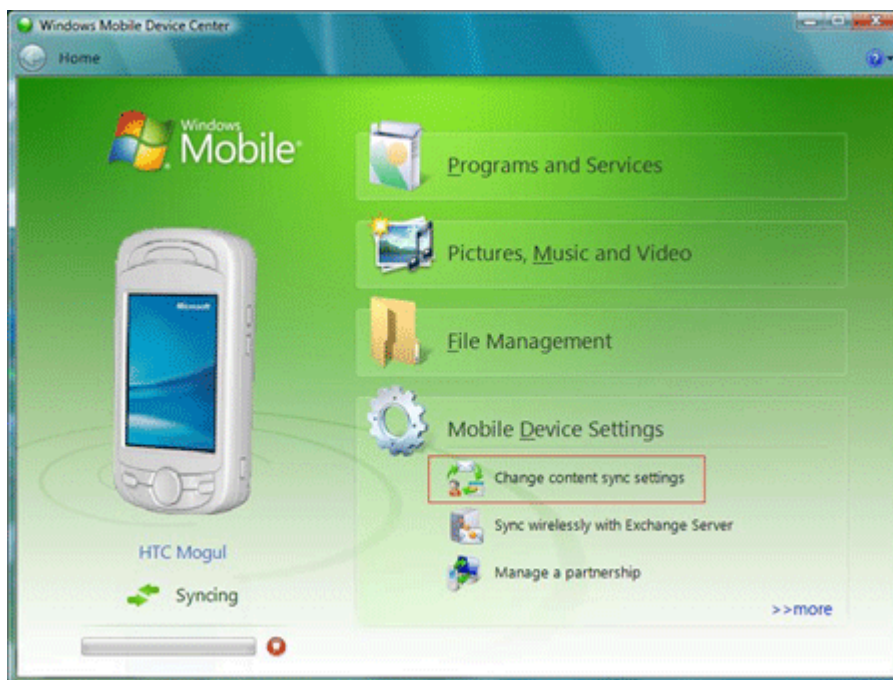 Windows Mobile Device Center
Home
Windows
Mobile
Programs and Services
Pictures, Music and Video
File Management
Mobile Device Settings
Change content sync settings
Sync wirelessly with Exchange Server
Manage a partnership
>>more
Microsoft
HTC Mogul
Syncing